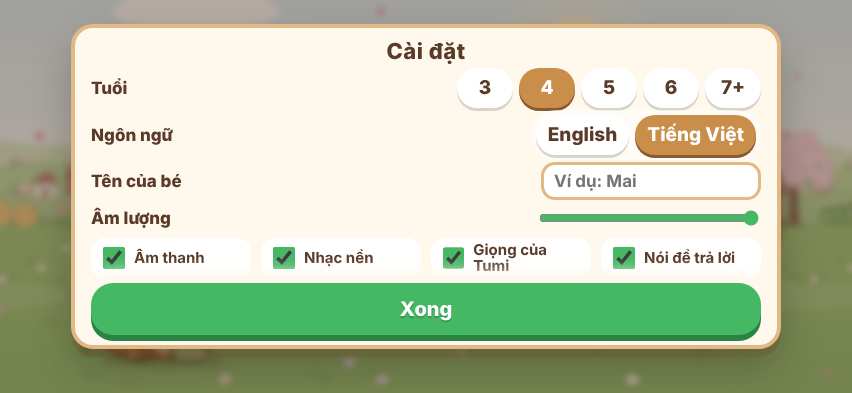 Cài đặt
Tuổi 3 4 5 6 7+
Ngôn ngữ English Tiếng Việt
Tên của bé Ví dụ: Mai
Âm lượng
Âm thanh Nhạc nền Giọng của Tumi Nói để trả lời
Xong